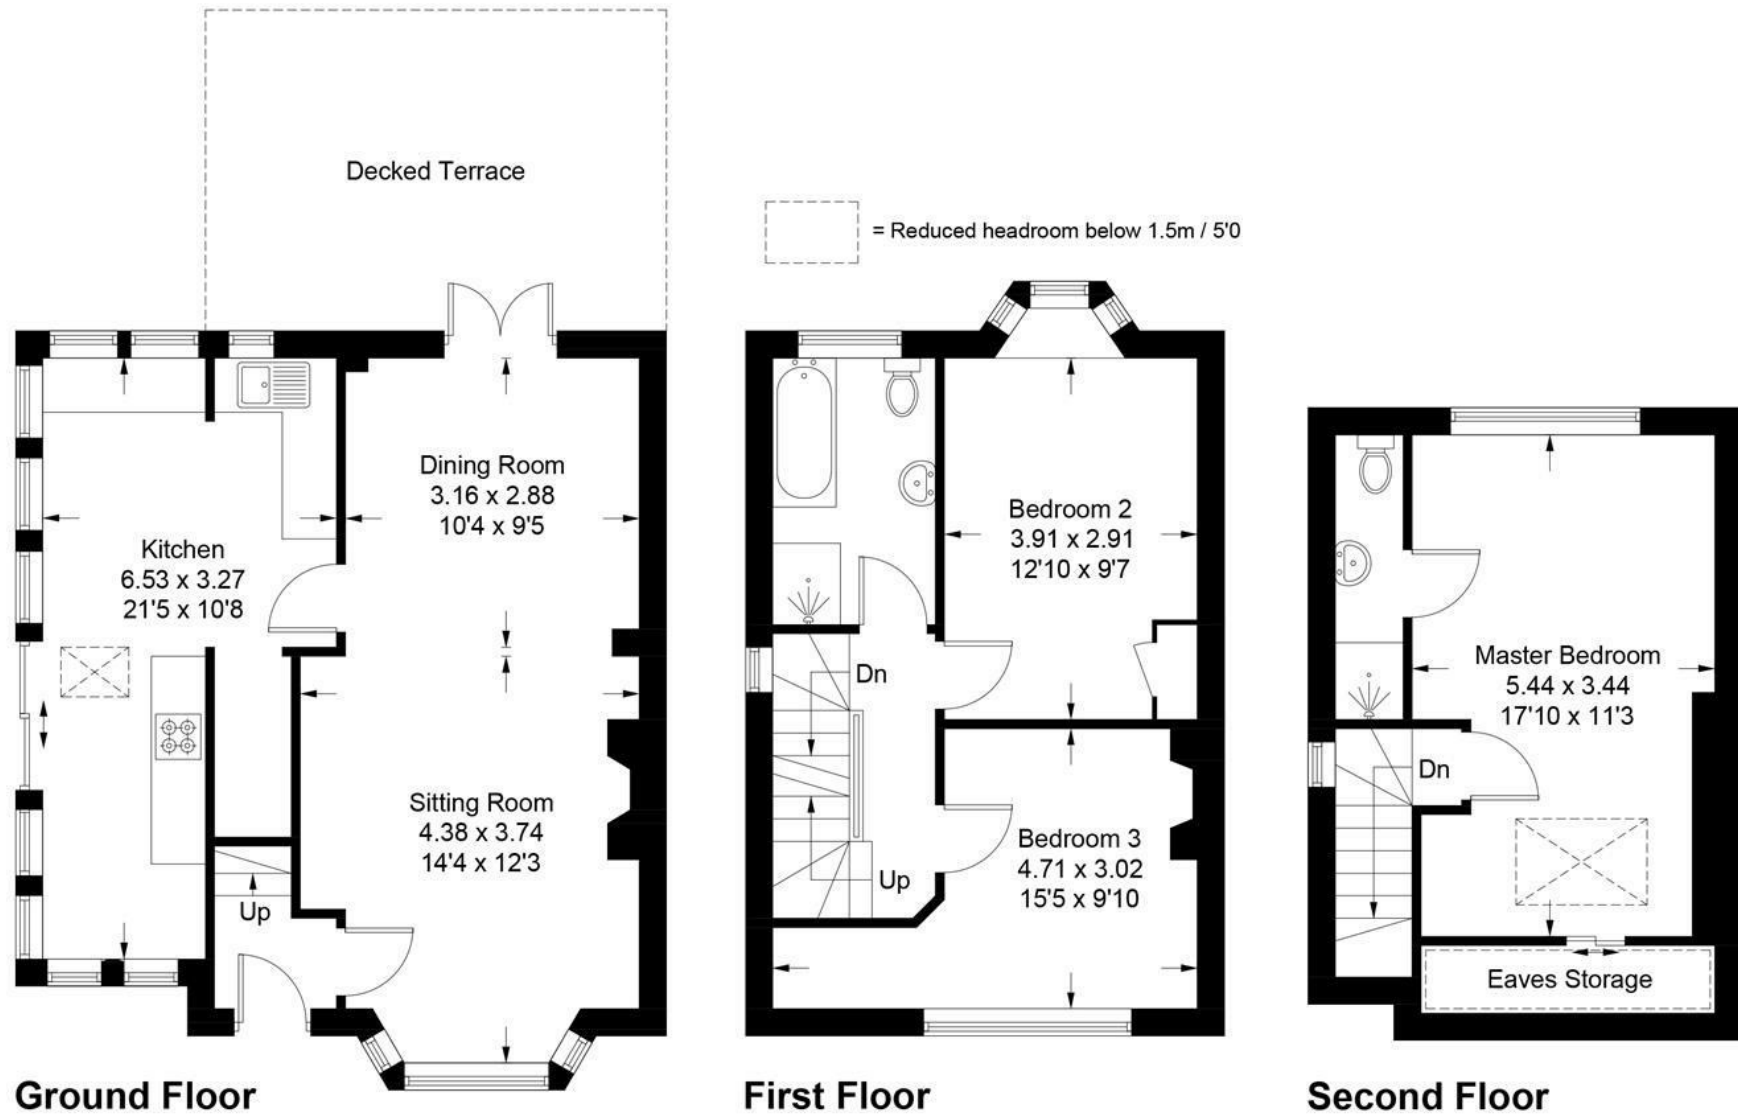 Decked Terrace
= Reduced headroom below 1.5m / 5'0
Dining Room
3.16 x 2.88
10'4 x 9'5
Kitchen
6.53 x 3.27
21'5 x 10'8
Sitting Room
4.38 x 3.74
14'4 x 12'3
Up
Ground Floor
Bedroom 2
3.91 x 2.91
12'10 x 9'7
Dn
Bedroom 3
4.71 x 3.02
15'5 x 9'10
Up
First Floor
Master Bedroom
5.44 x 3.44
17'10 x 11'3
Dn
Eaves Storage
Second Floor